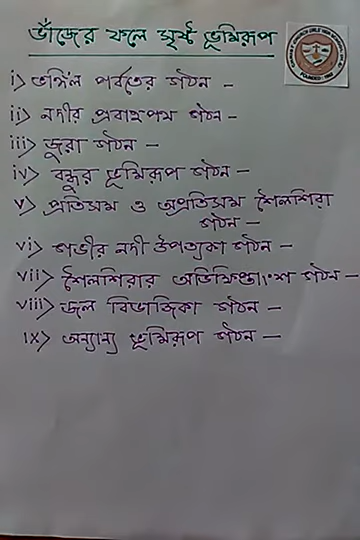 ভাঁজের ফলে সৃষ্ট ভূমিরূপ
i> ভঙ্গিল পর্বতের গঠন –
ii> নদীর প্রবাহপথ গঠন –
iii> জুরা গঠন –
iv> বন্ধুর ভূমিরূপ গঠন –
v> প্রতিসম ও অপ্রতিসম শৈলশিরা
গঠন –
vi> গভীর নদী উপত্যকা গঠন –
vii> শৈলশিরার অভিক্ষিপ্তাংশ গঠন –
viii> জল বিভাজিকা গঠন –
ix> অন্যান্য ভূমিরূপ গঠন –